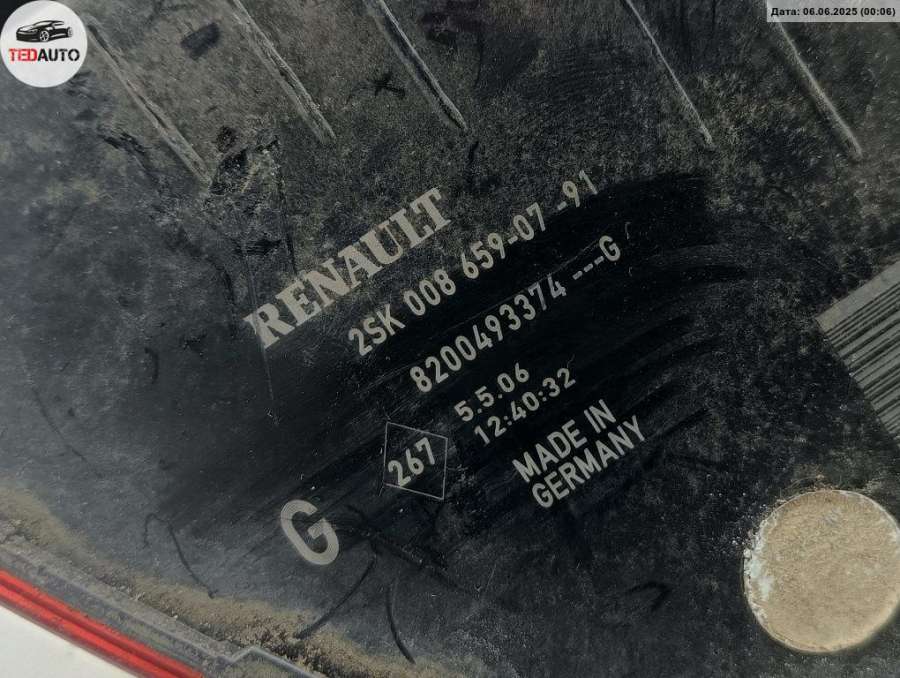 TEDAUTO
Дата: 06.06.2025 (00:06)
RENAULT
2SK 008 659-07 -91
8200493374 ---G
5.5.06
12:40:32
267
MADE IN
GERMANY
G